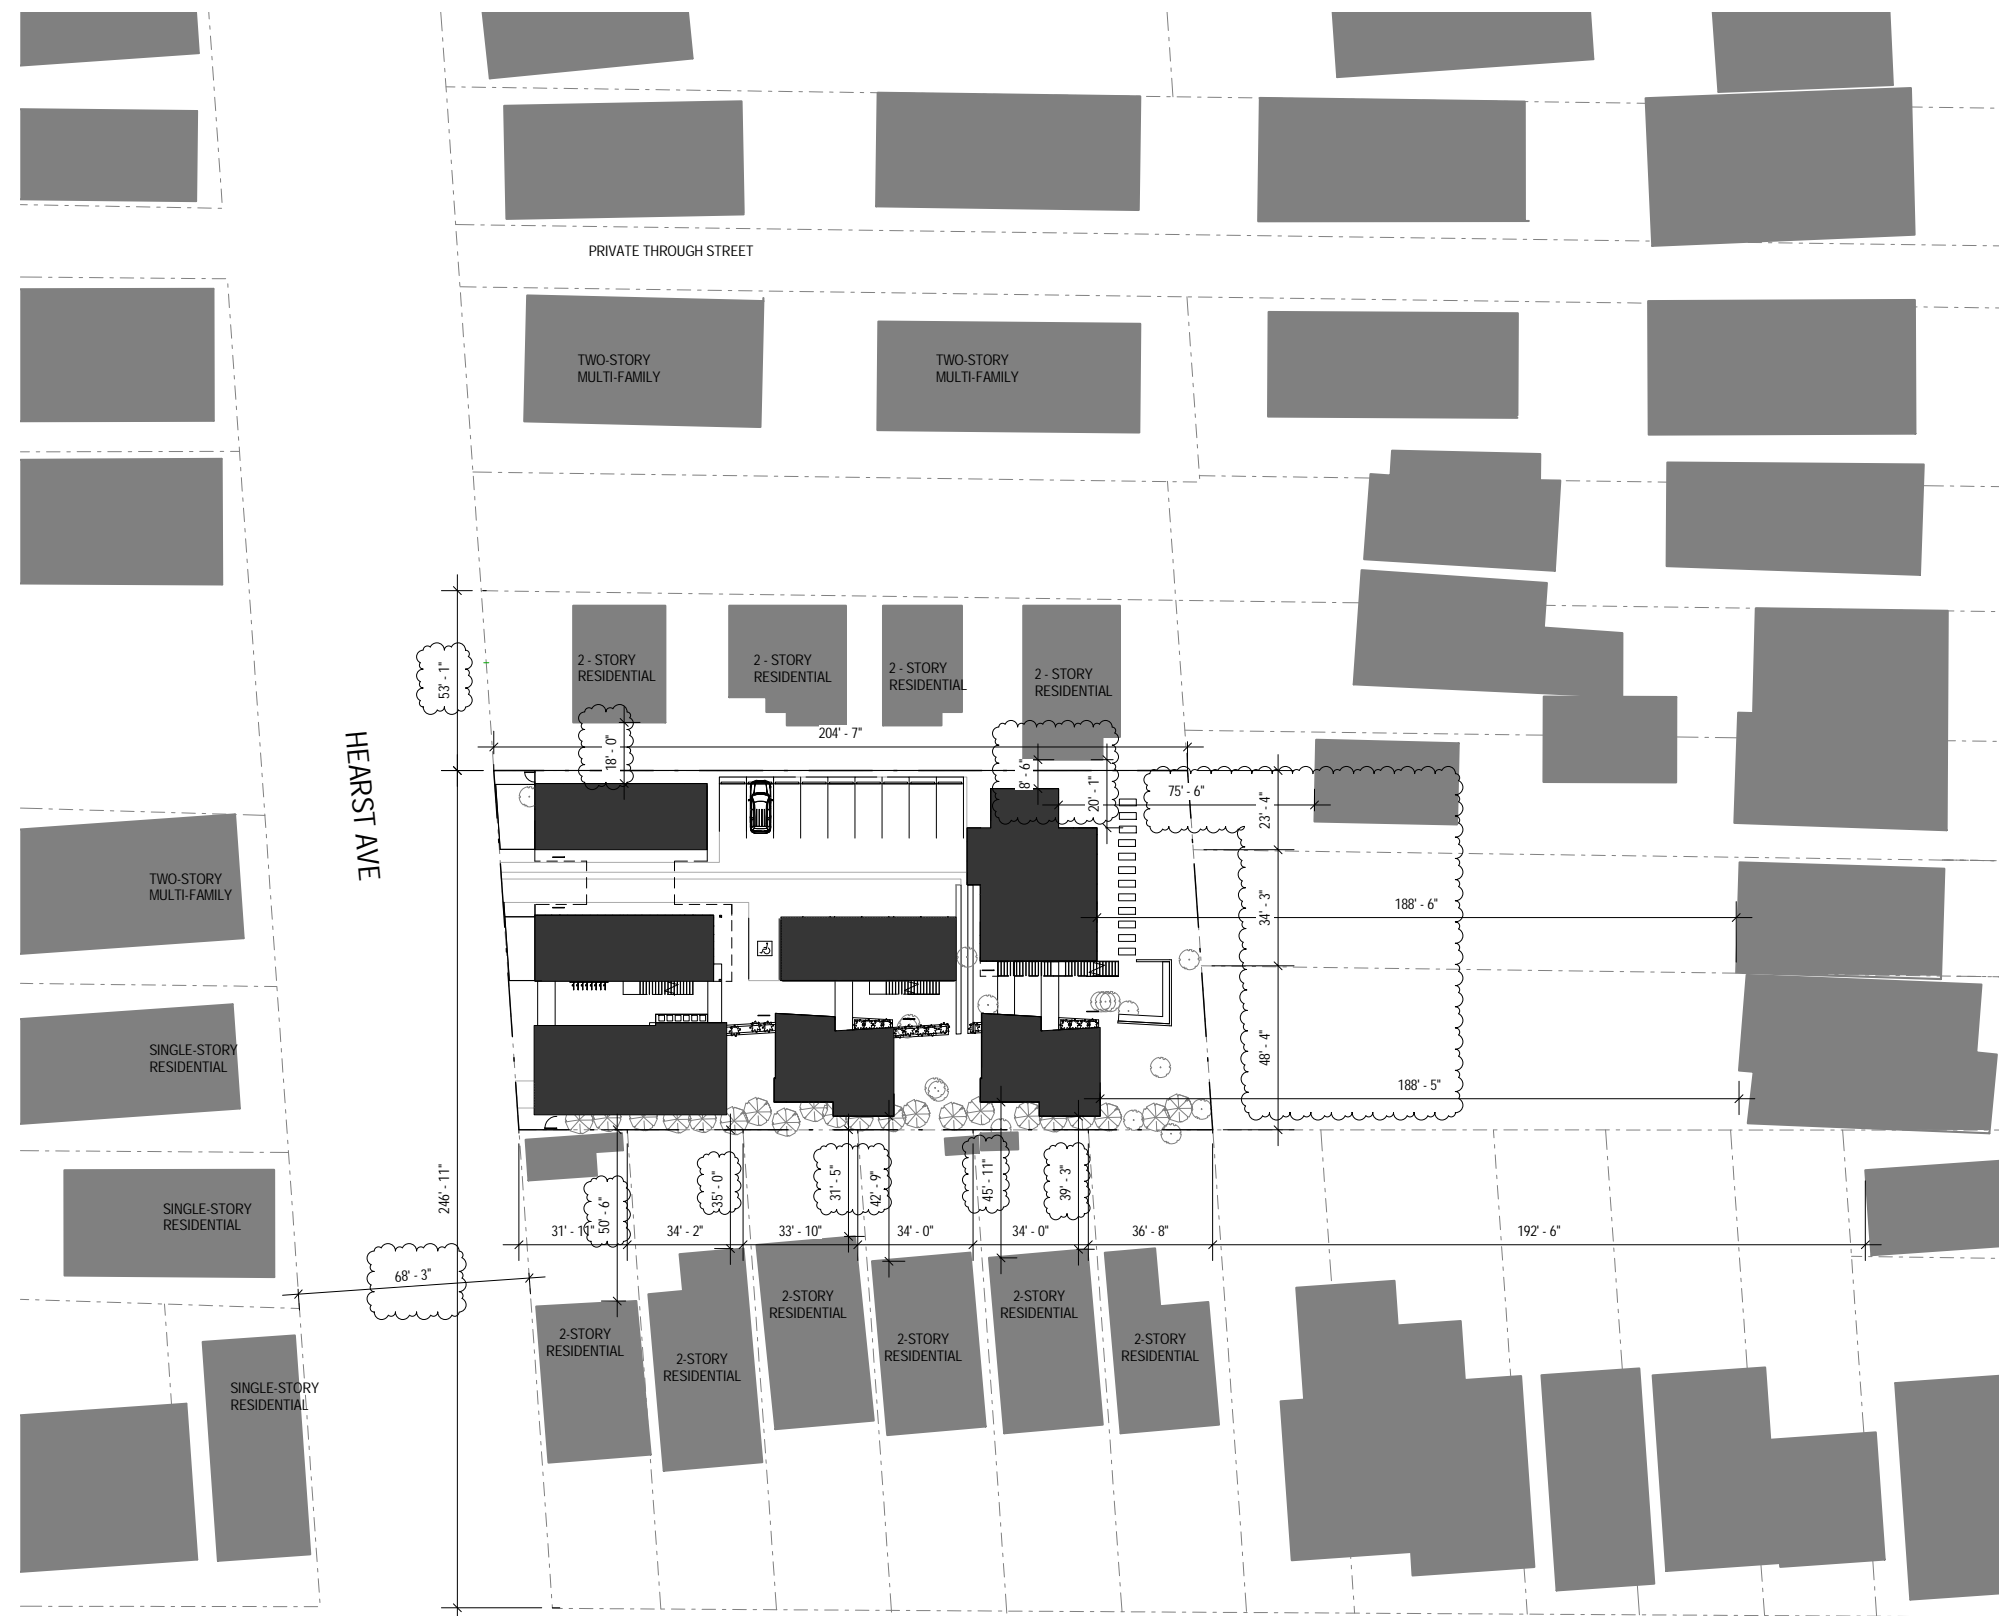 PRIVATE THROUGH STREET
TWO-STORY
MULTI-FAMILY
TWO-STORY
MULTI-FAMILY
2 - STORY
RESIDENTIAL
2 - STORY
RESIDENTIAL
2 - STORY
RESIDENTIAL
2 - STORY
RESIDENTIAL
53' - 1"
HEARST AVE
204' - 7"
18' - 0"
8' - 6"
20' - 1"
75' - 6"
23' - 4"
TWO-STORY
MULTI-FAMILY
188' - 6"
34' - 3"
SINGLE-STORY
RESIDENTIAL
48' - 4"
188' - 5"
246' - 11"
SINGLE-STORY
RESIDENTIAL
50' - 6"
35' - 0"
31' - 5"
42' - 9"
45' - 11"
39' - 3"
31' - 11"
34' - 2"
33' - 10"
34' - 0"
34' - 0"
36' - 8"
192' - 6"
68' - 3"
2-STORY
RESIDENTIAL
2-STORY
RESIDENTIAL
2-STORY
RESIDENTIAL
2-STORY
RESIDENTIAL
2-STORY
RESIDENTIAL
2-STORY
RESIDENTIAL
SINGLE-STORY
RESIDENTIAL